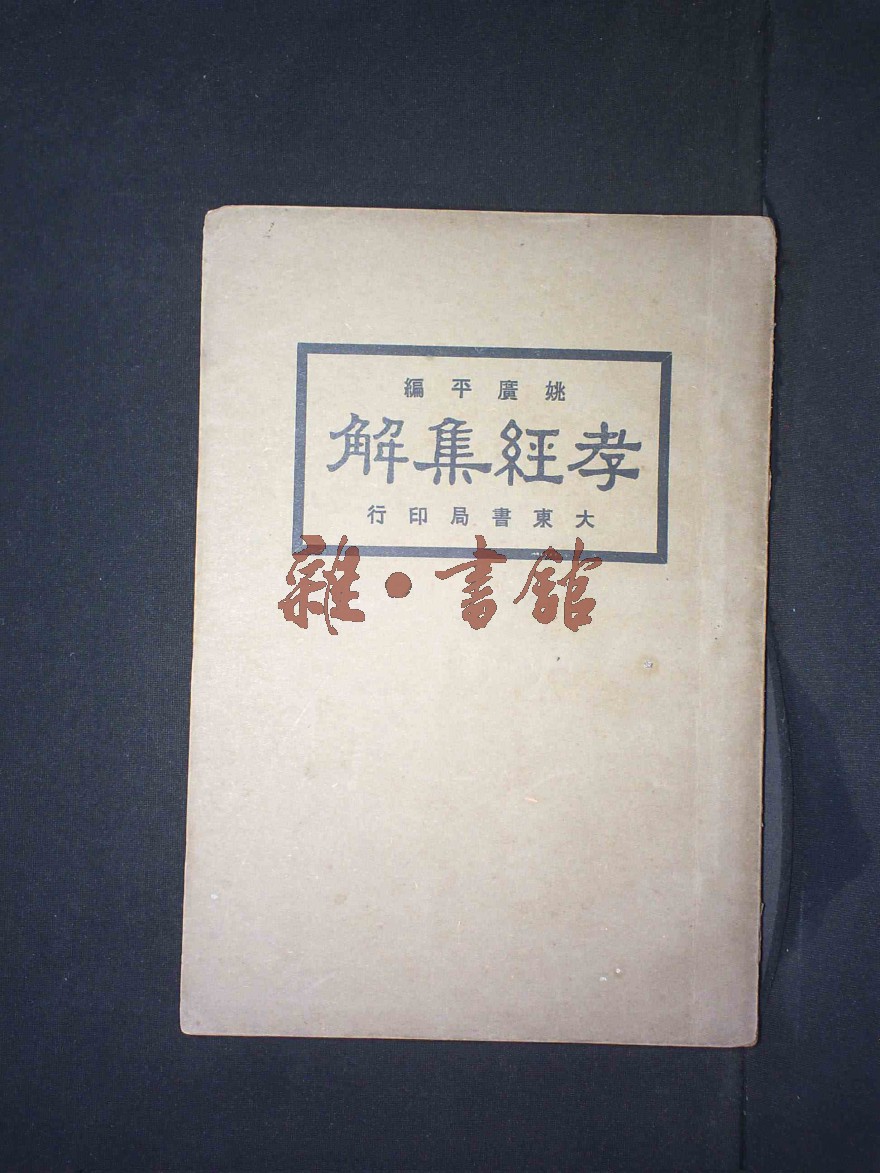 姚廣平編
孝經集解
大東書局印行
雜·書館